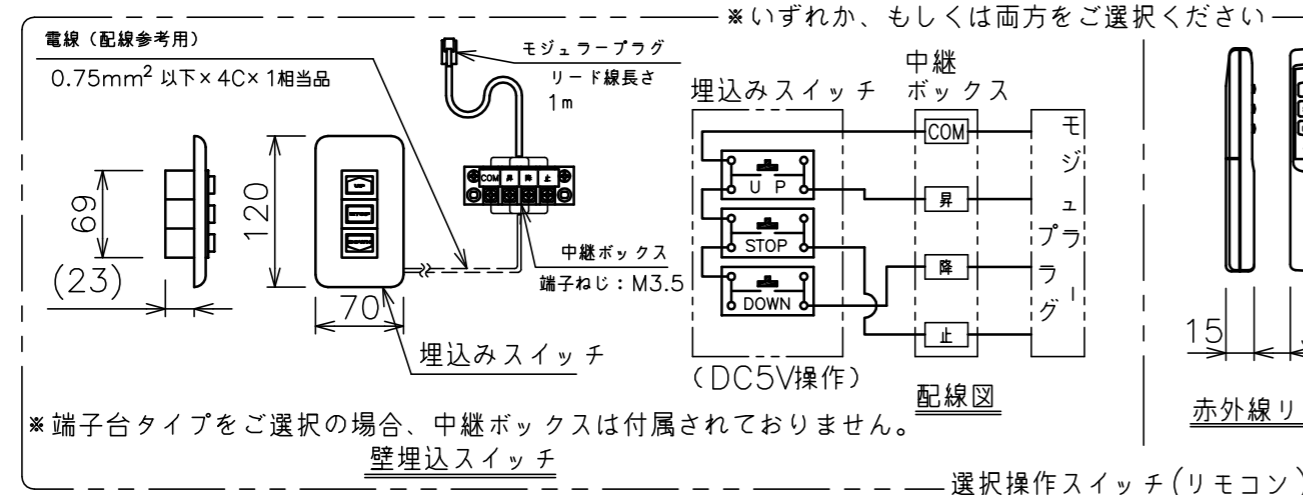 ※いずれか、もしくは両方をご選択ください
電線（配線参考用）
0.75mm² 以下×4C×1相当品
モジュラープラグ
リード線長さ
1m
69
(23)
120
70
COM 昇 降 止
中継ボックス
端子ねじ：M3.5
埋込みスイッチ
埋込みスイッチ
中継
ボックス
モジュラープラグ
COM
UP
昇
STOP
降
DOWN
止
(DC5V操作)
配線図
※端子台タイプをご選択の場合、中継ボックスは付属されておりません。
壁埋込スイッチ
15
赤外線リ
選択操作スイッチ(リモコン)